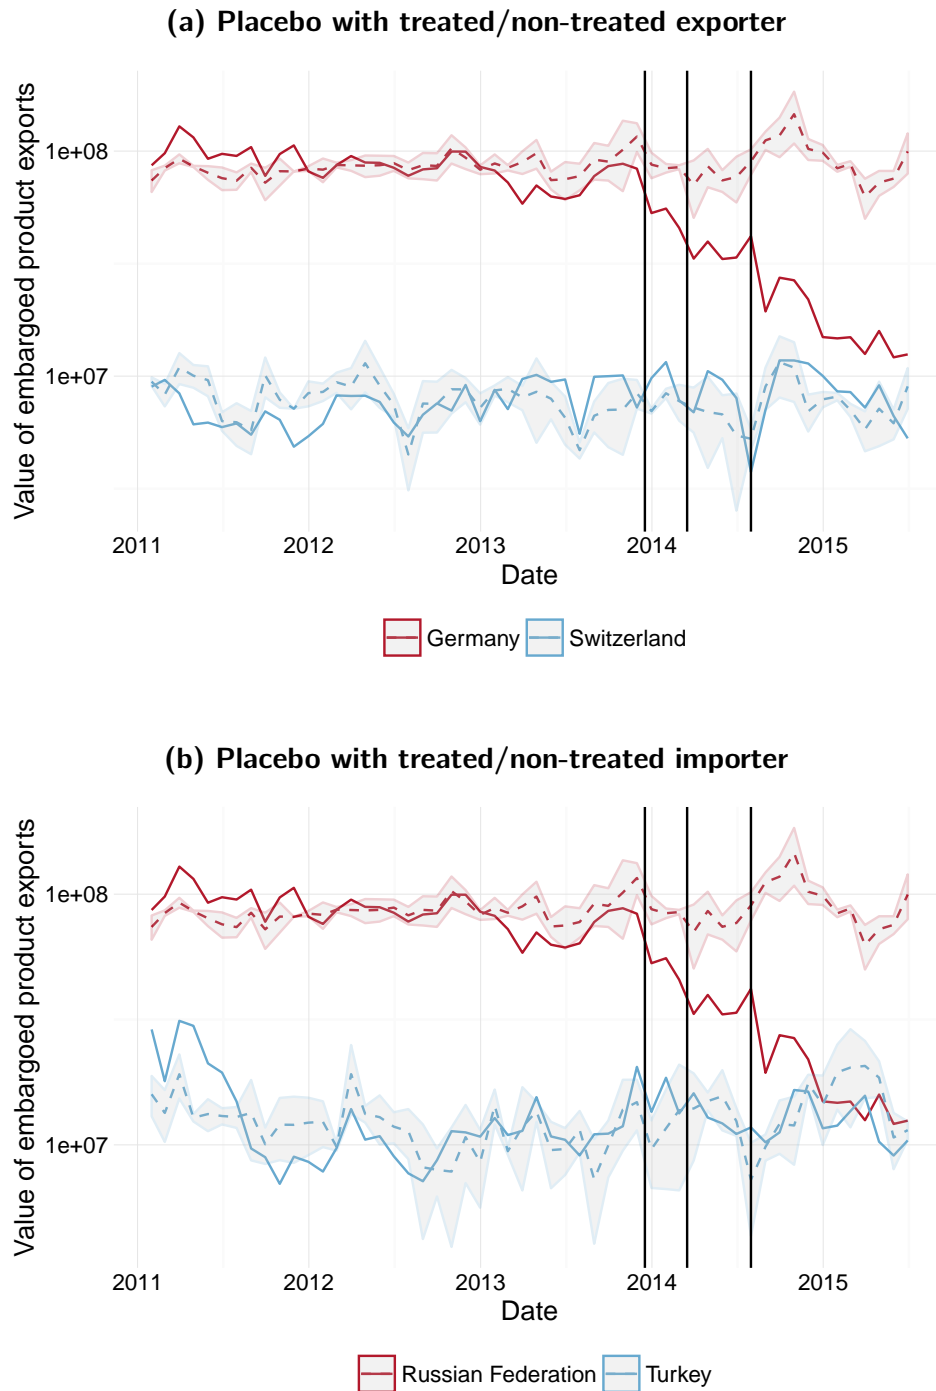 (a) Placebo with treated/non-treated exporter
Value of embargoed product exports
1e+08
1e+07
2011 2012 2013 2014 2015
Date
Germany Switzerland
(b) Placebo with treated/non-treated importer
Value of embargoed product exports
1e+08
1e+07
2011 2012 2013 2014 2015
Date
Russian Federation Turkey